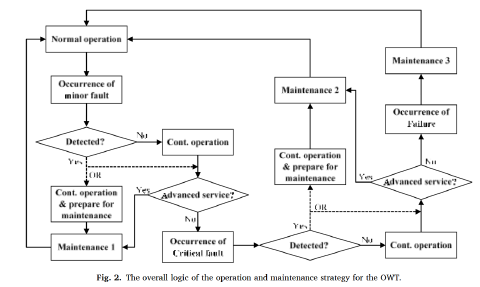 Normal operation
Occurrence of
minor fault
Detected?
No
Cont. operation
Yes
OR
Cont. operation
& prepare for
maintenance
Maintenance 1
Yes
Advanced service?
No
Occurrence of
Critical fault
Detected?
No
Cont. operation
Yes
OR
Cont. operation
& prepare for
maintenance
Maintenance 2
Yes
Advanced service?
No
Occurrence of
Failure
Maintenance 3
Fig. 2. The overall logic of the operation and maintenance strategy for the OWT.